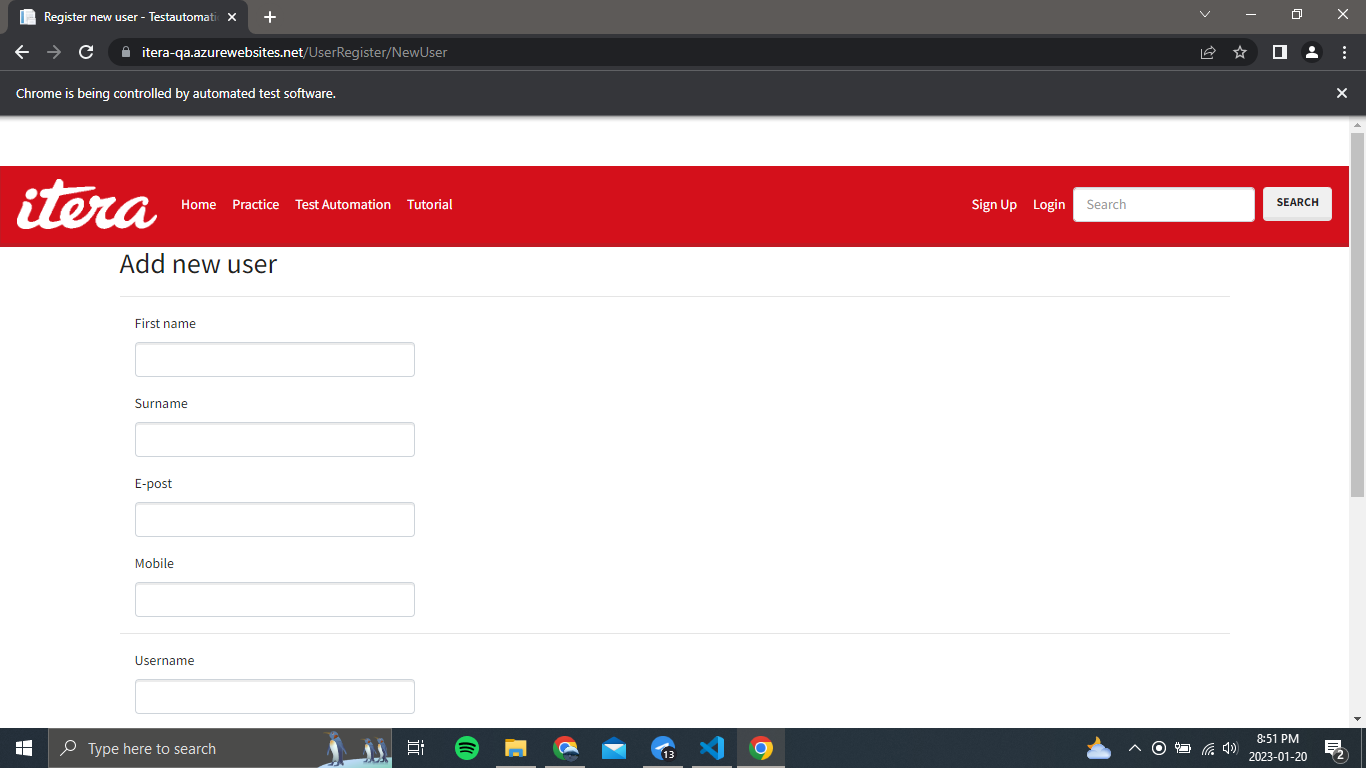 Register new user - Testautomati
itera-qa.azurewebsites.net/UserRegister/NewUser
Chrome is being controlled by automated test software.
itera Home Practice Test Automation Tutorial Sign Up Login Search SEARCH
Add new user
First name
Surname
E-post
Mobile
Username
Type here to search
13
8:51 PM
2023-01-20
2